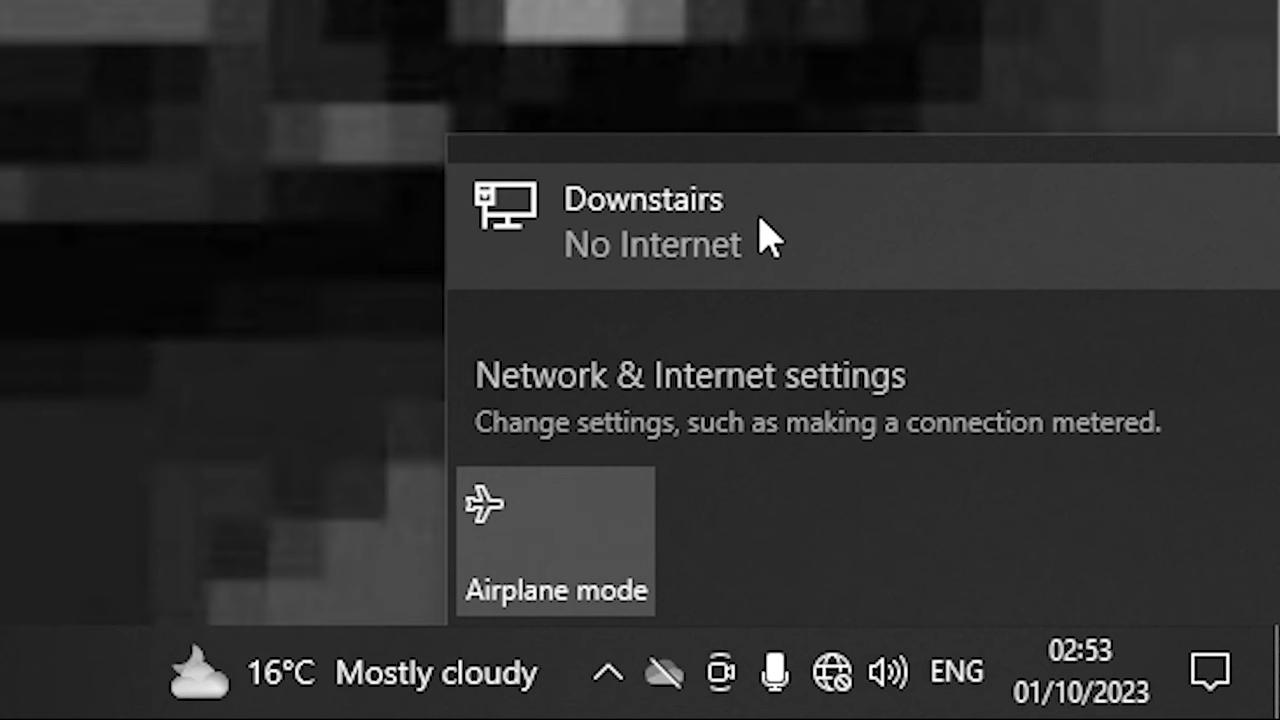 Downstairs
No Internet
Network & Internet settings
Change settings, such as making a connection metered.
Airplane mode
16°C Mostly cloudy
ENG
02:53
01/10/2023